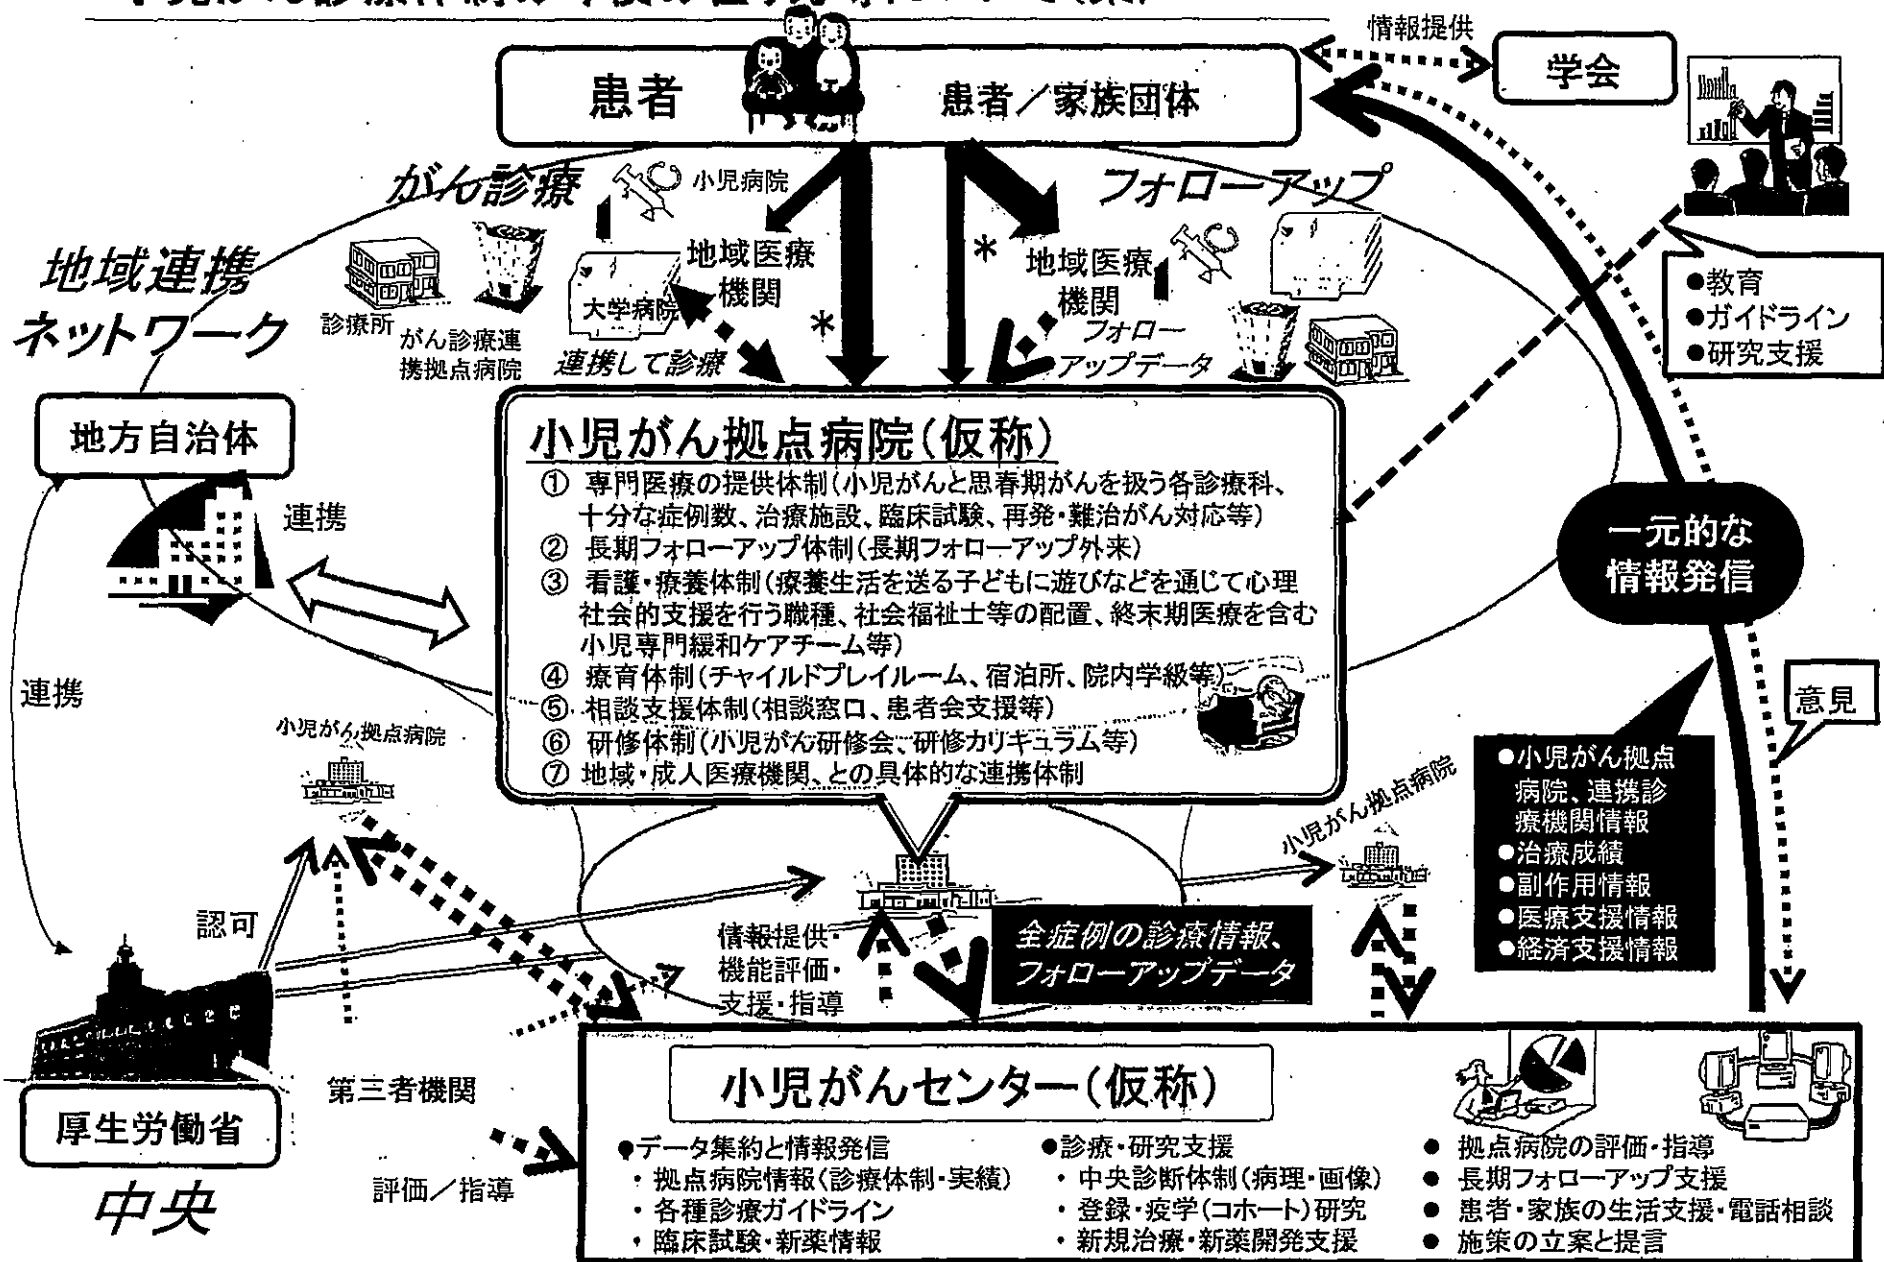 情報提供
学会
患者
患者／家族団体
がん診療
小児病院
フォローアップ
地域連携
ネットワーク
診療所
がん診療連
携拠点病院
大学病院
地域医療
機関
*
連携して診療
*
地域医療
機関
フォロー
アップデータ
●教育
●ガイドライン
●研究支援
地方自治体
連携
連携
小児がん拠点病院(仮称)
① 専門医療の提供体制(小児がんと思春期がんを扱う各診療科、
十分な症例数、治療施設、臨床試験、再発・難治がん対応等)
② 長期フォローアップ体制(長期フォローアップ外来)
③ 看護・療養体制(療養生活を送る子どもに遊びなどを通じて心理
社会的支援を行う職種、社会福祉士等の配置、終末期医療を含む
小児専門緩和ケアチーム等)
④ 療育体制(チャイルドプレイルーム、宿泊所、院内学級等)
⑤ 相談支援体制(相談窓口、患者会支援等)
⑥ 研修体制(小児がん研修会、研修カリキュラム等)
⑦ 地域・成人医療機関、との具体的な連携体制
一元的な
情報発信
意見
●小児がん拠点
病院、連携診
療機関情報
●治療成績
●副作用情報
●医療支援情報
●経済支援情報
小児がん拠点病院
小児がん拠点病院
認可
情報提供・
機能評価・
支援・指導
全症例の診療情報、
フォローアップデータ
厚生労働省
中央
第三者機関
評価／指導
小児がんセンター(仮称)
●データ集約と情報発信
・拠点病院情報(診療体制・実績)
・各種診療ガイドライン
・臨床試験・新薬情報
●診療・研究支援
・中央診断体制(病理・画像)
・登録・疫学(コホート)研究
・新規治療・新薬開発支援
● 拠点病院の評価・指導
● 長期フォローアップ支援
● 患者・家族の生活支援・電話相談
● 施策の立案と提言